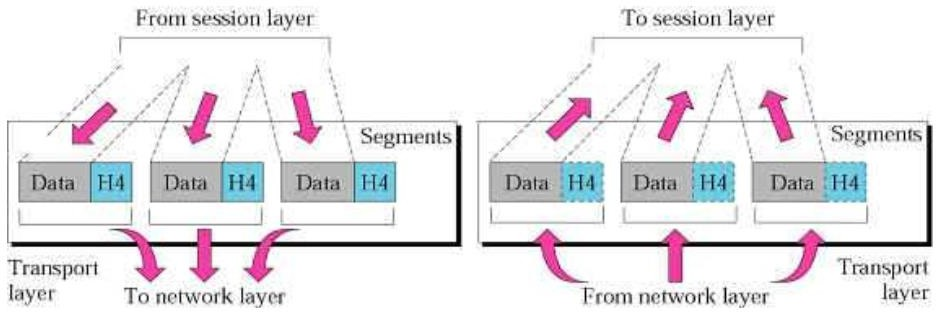 From session layer
Segments
Data H4 Data H4 Data H4
Transport
layer
To network layer
To session layer
Segments
Data H4 Data H4 Data H4
From network layer
Transport
layer